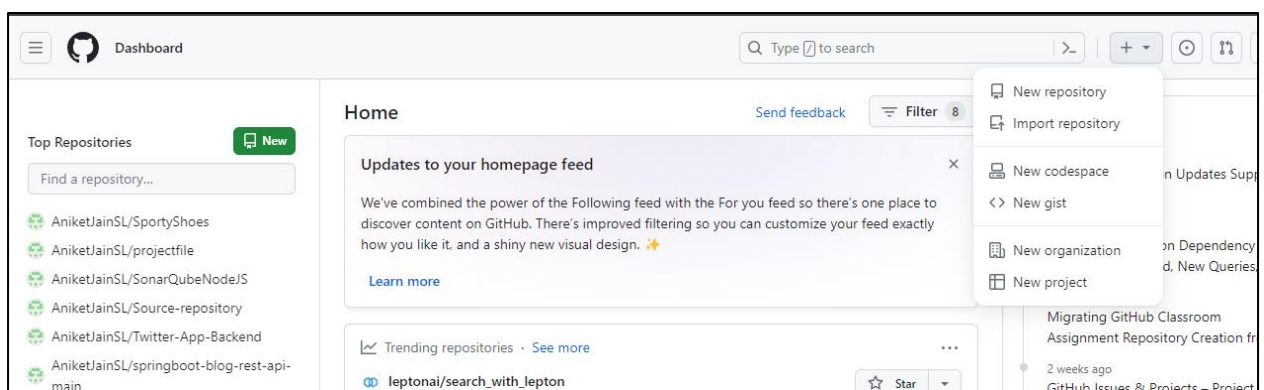 Dashboard
Type / to search
Top Repositories
New
Find a repository...
AniketJainSL/SportyShoes
AniketJainSL/projectfile
AniketJainSL/SonarQubeNodeJS
AniketJainSL/Source-repository
AniketJainSL/Twitter-App-Backend
AniketJainSL/springboot-blog-rest-api-
main
Home
Send feedback
Filter 8
Updates to your homepage feed
We've combined the power of the Following feed with the For you feed so there's one place to
discover content on GitHub. There's improved filtering so you can customize your feed exactly
how you like it, and a shiny new visual design. ✨
Learn more
Trending repositories · See more
leptonai/search_with_lepton
Star
New repository
Import repository
New codespace
New gist
New organization
New project
n Updates Supp
on Dependency
d, New Queries,
Migrating GitHub Classroom
Assignment Repository Creation fr
2 weeks ago
GitHub Issues & Projects – Project